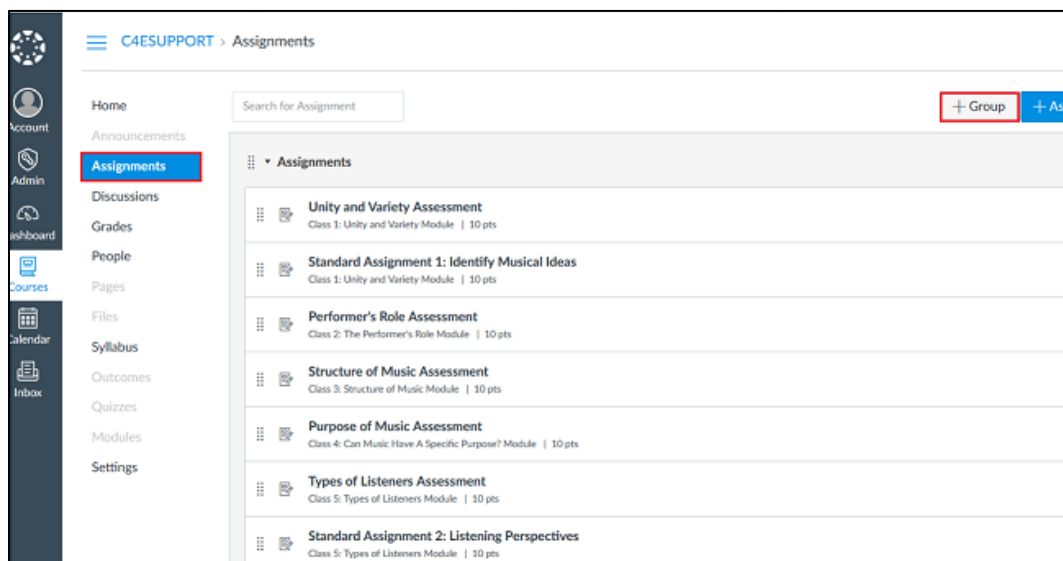 C4ESUPPORT › Assignments
Account
Admin
Dashboard
Courses
Calendar
Inbox
Home
Announcements
Assignments
Discussions
Grades
People
Pages
Files
Syllabus
Outcomes
Quizzes
Modules
Settings
Search for Assignment
+ Group
+ As
Assignments
Unity and Variety Assessment
Class 1: Unity and Variety Module | 10 pts
Standard Assignment 1: Identify Musical Ideas
Class 1: Unity and Variety Module | 10 pts
Performer's Role Assessment
Class 2: The Performer's Role Module | 10 pts
Structure of Music Assessment
Class 3: Structure of Music Module | 10 pts
Purpose of Music Assessment
Class 4: Can Music Have A Specific Purpose? Module | 10 pts
Types of Listeners Assessment
Class 5: Types of Listeners Module | 10 pts
Standard Assignment 2: Listening Perspectives
Class 5: Types of Listeners Module | 10 pts